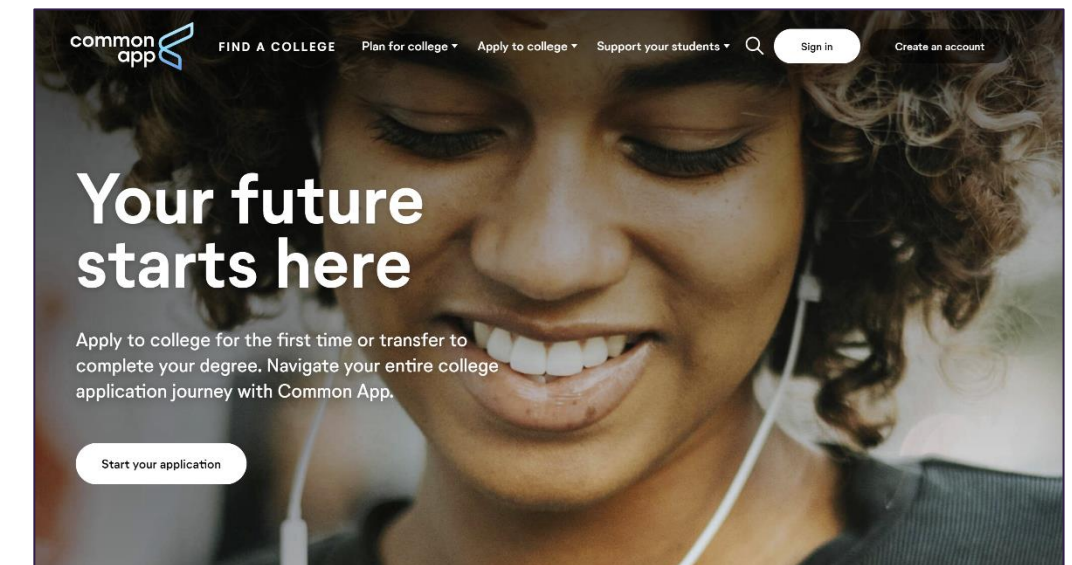 common
app
FIND A COLLEGE
Plan for college
Apply to college
Support your students
Sign in
Create an account
Your future
starts here
Apply to college for the first time or transfer to
complete your degree. Navigate your entire college
application journey with Common App.
Start your application